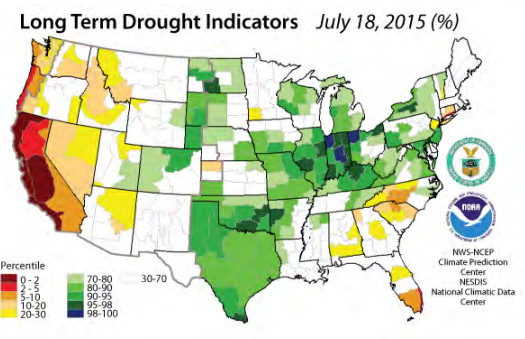 Long Term Drought Indicators July 18, 2015 (%)
NOAA
NWS-NCEP
Climate Prediction
Center
NESDIS
National Climatic Data
Center
Percentile
0 - 2
2 - 5
5-10
10-20
20-30
70-80
80-90
90-95
95-98
98-100
30-70